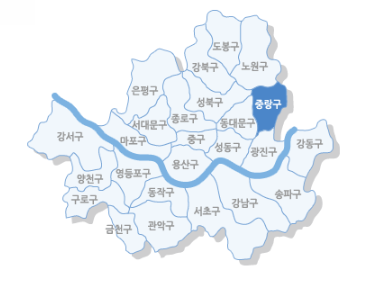 도봉구
강북구
노원구
은평구
성북구
중랑구
종로구
동대문구
서대문구
강서구
마포구
중구
성동구
광진구
강동구
용산구
양천구
영등포구
동작구
송파구
구로구
서초구
강남구
금천구
관악구